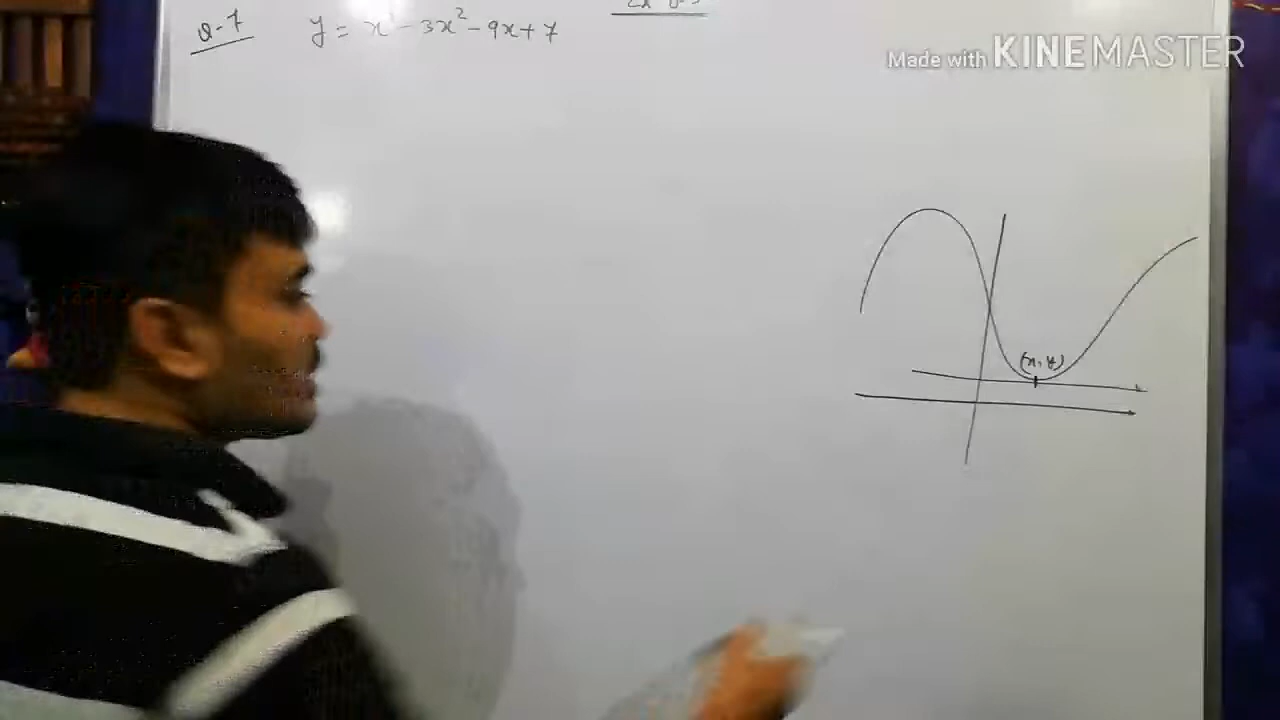 Q-7 y = x³ - 3x² - 9x + 7
Made with KINEMASTER
(x, y)